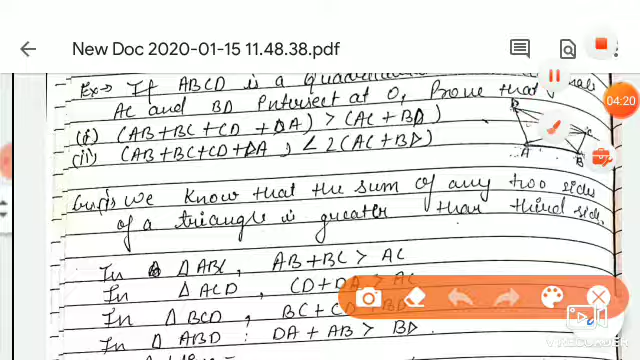 New Doc 2020-01-15 11.48.38.pdf
Ex→ If ABCD is a
AC and BD Intersect at O, Prove that
(i) (AB+BC+CD+DA) > (AC+BD)
(ii) (AB+BC+CD+DA) < 2(AC+BD)
D
C
A
B
04:20
we Know that the sum of any two sides
of a triangle is greater than third side.
In △ABC, AB+BC > AC
In △ACD, CD+DA > AC
In △BCD, BC+CD BD
In △ABD: DA+AB > BD
RECORDER